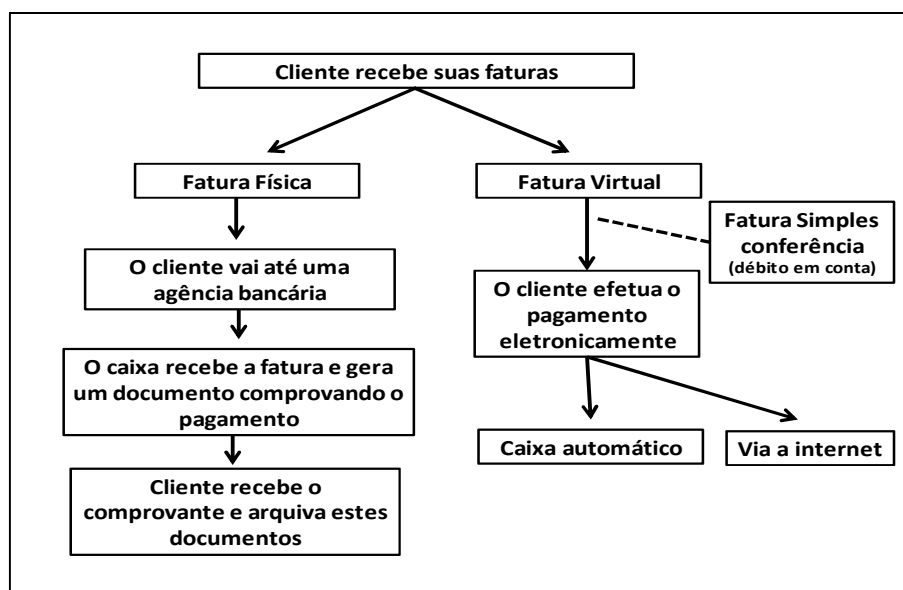 Cliente recebe suas faturas
Fatura Física
Fatura Virtual
Fatura Simples
conferência
(débito em conta)
O cliente vai até uma
agência bancária
O cliente efetua o
pagamento
eletronicamente
O caixa recebe a fatura e gera
um documento comprovando o
pagamento
Caixa automático
Via a internet
Cliente recebe o
comprovante e arquiva estes
documentos